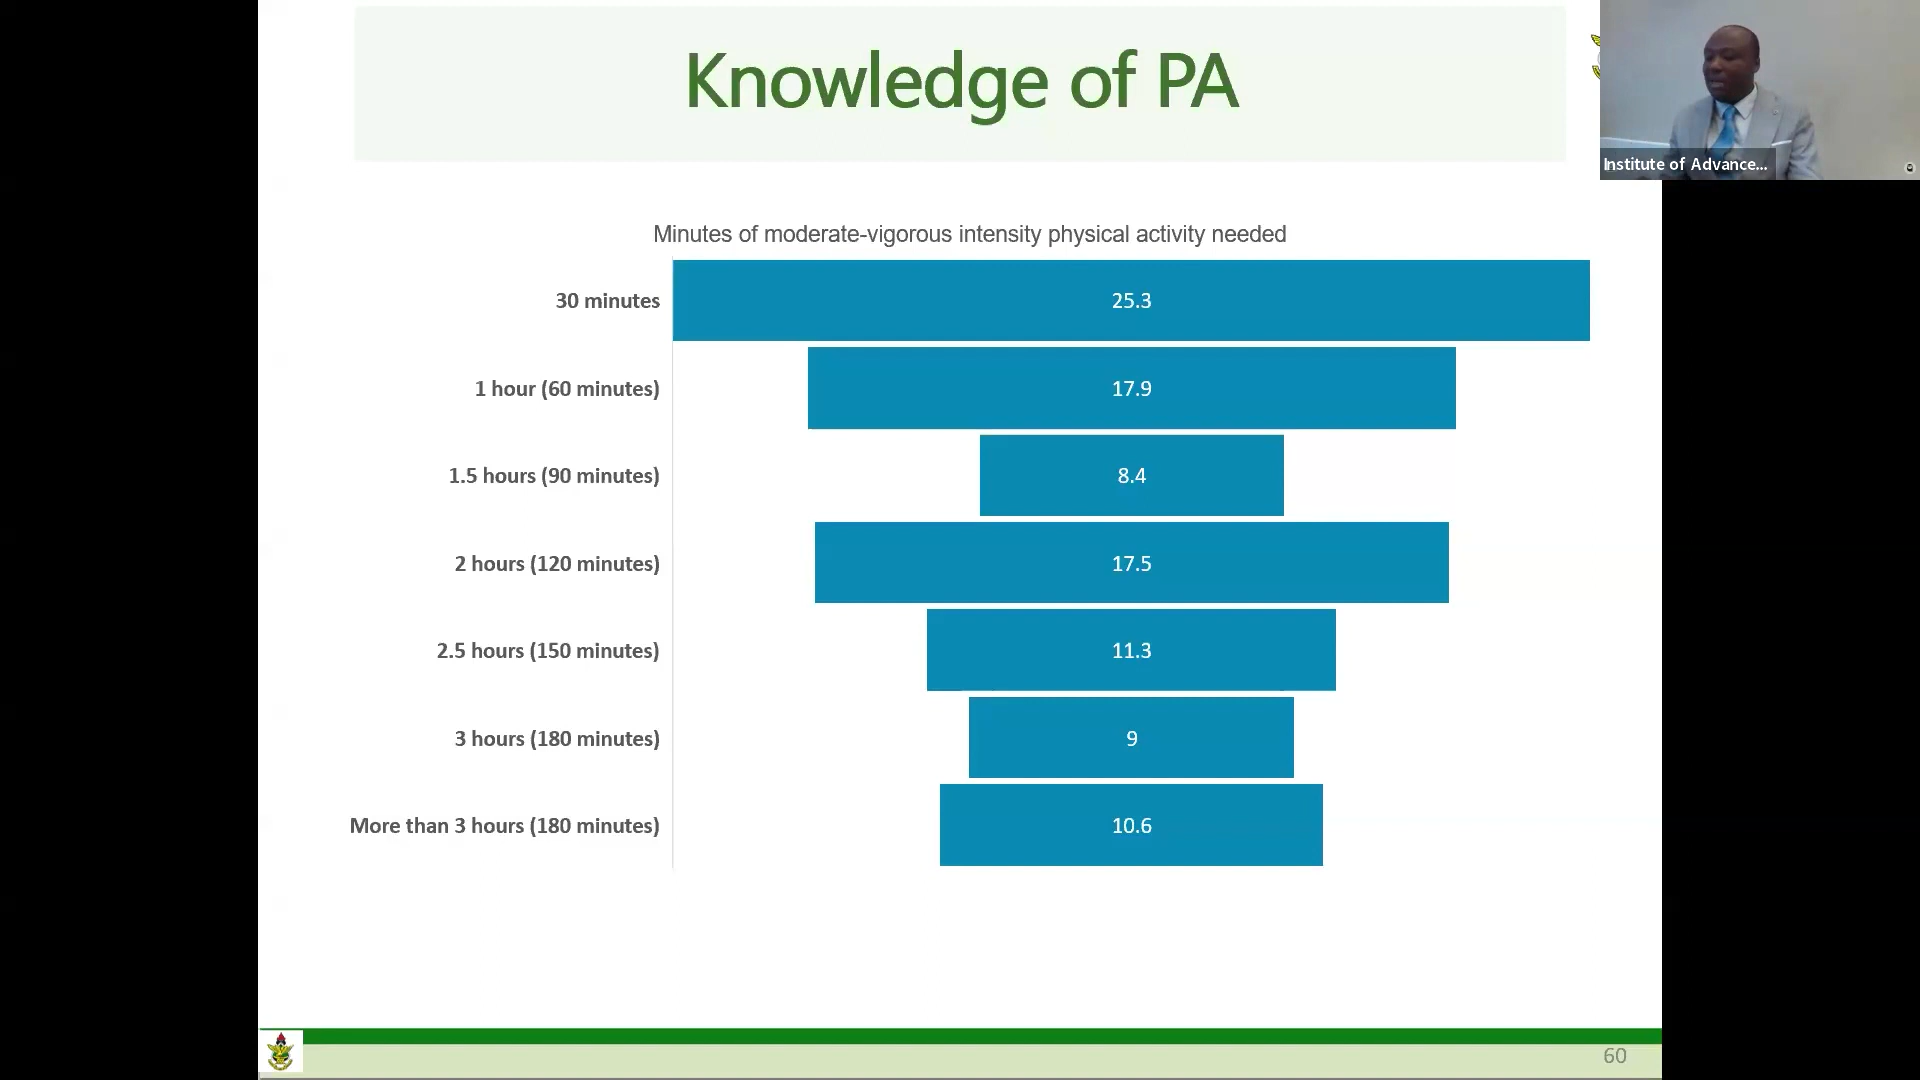 Knowledge of PA
Institute of Advance...
Minutes of moderate-vigorous intensity physical activity needed
30 minutes 25.3
1 hour (60 minutes) 17.9
1.5 hours (90 minutes) 8.4
2 hours (120 minutes) 17.5
2.5 hours (150 minutes) 11.3
3 hours (180 minutes) 9
More than 3 hours (180 minutes) 10.6
60